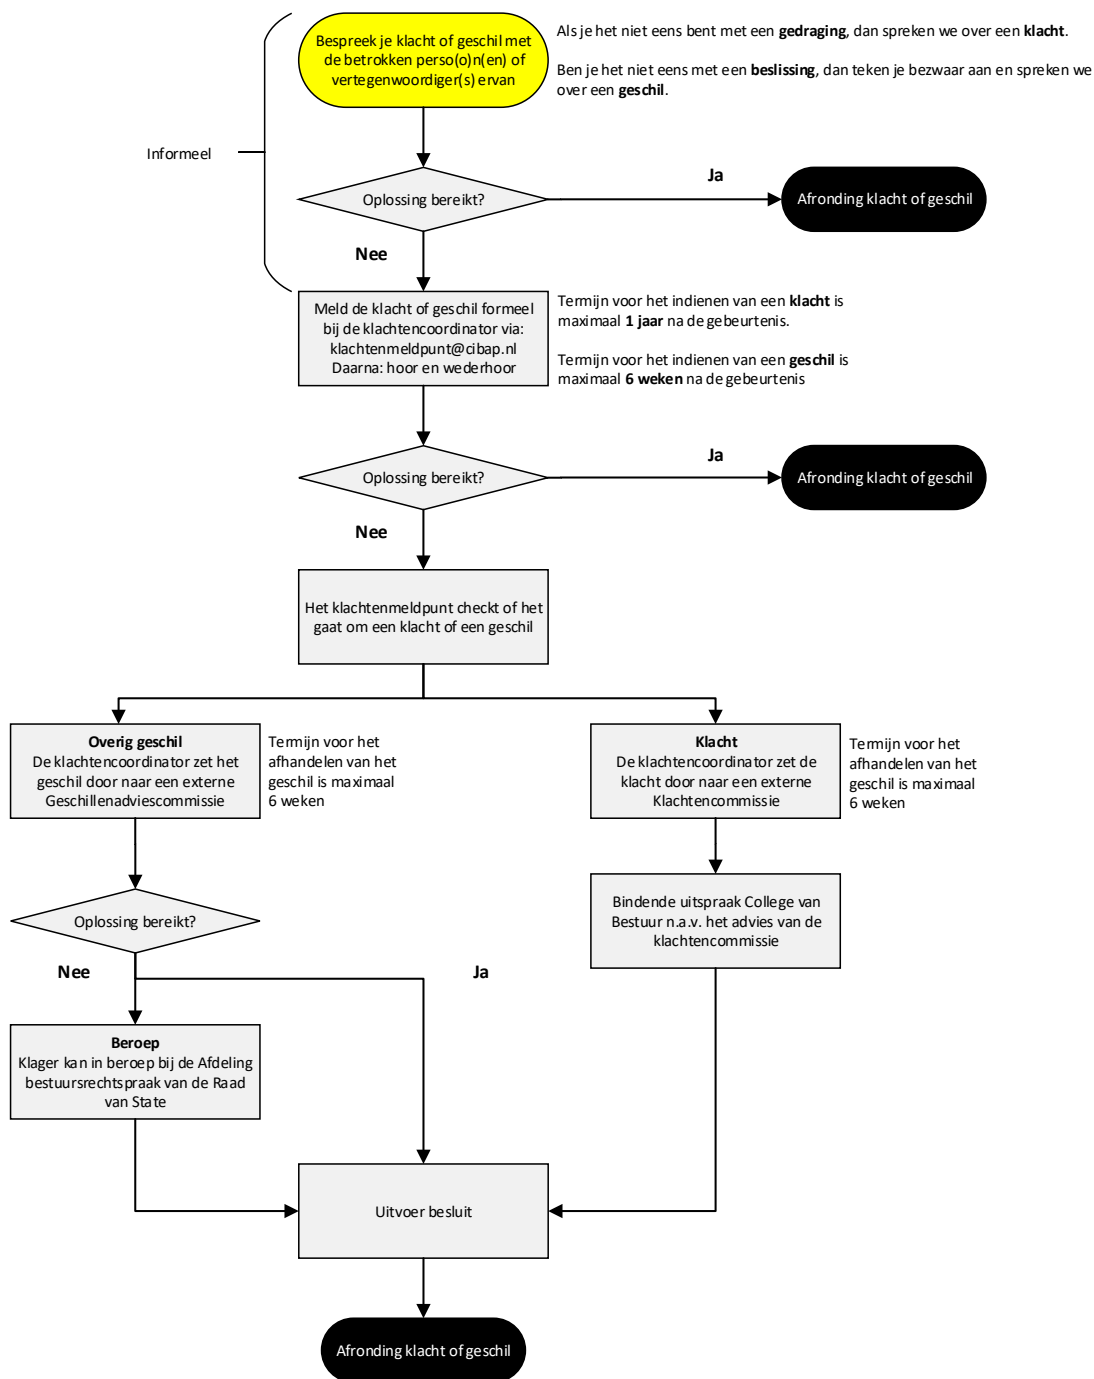 Bespreek je klacht of geschil met
de betrokken perso(o)n(en) of
vertegenwoordiger(s) ervan
Als je het niet eens bent met een gedraging, dan spreken we over een klacht.
Ben je het niet eens met een beslissing, dan teken je bezwaar aan en spreken we
over een geschil.
Informeel
Oplossing bereikt?
Ja
Afronding klacht of geschil
Nee
Meld de klacht of geschil formeel
bij de klachtencoordinator via:
klachtenmeldpunt@cibap.nl
Daarna: hoor en wederhoor
Termijn voor het indienen van een klacht is
maximaal 1 jaar na de gebeurtenis.
Termijn voor het indienen van een geschil is
maximaal 6 weken na de gebeurtenis
Oplossing bereikt?
Ja
Afronding klacht of geschil
Nee
Het klachtenmeldpunt checkt of het
gaat om een klacht of een geschil
Overig geschil
De klachtencoordinator zet het
geschil door naar een externe
Geschillenadviescommissie
Termijn voor het
afhandelen van het
geschil is maximaal
6 weken
Klacht
De klachtencoordinator zet de
klacht door naar een externe
Klachtencommissie
Termijn voor het
afhandelen van het
geschil is maximaal
6 weken
Oplossing bereikt?
Bindende uitspraak College van
Bestuur n.a.v. het advies van de
klachtencommissie
Nee
Ja
Beroep
Klager kan in beroep bij de Afdeling
bestuursrechtspraak van de Raad
van State
Uitvoer besluit
Afronding klacht of geschil